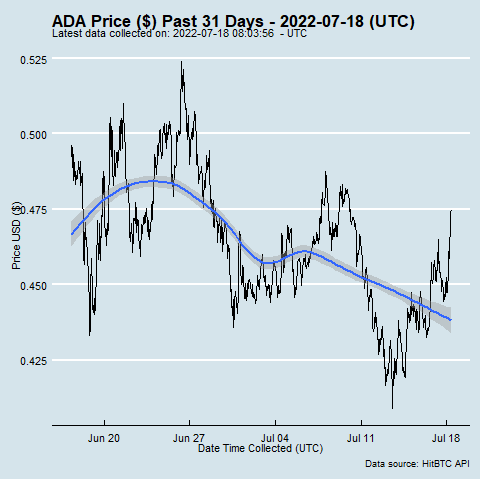 ADA Price ($) Past 31 Days - 2022-07-18 (UTC)
Latest data collected on: 2022-07-18 08:03:56 - UTC
0.525
0.500
0.475
0.450
0.425
Price USD ($)
Jun 20 Jun 27 Jul 04 Jul 11 Jul 18
Date Time Collected (UTC)
Data source: HitBTC API